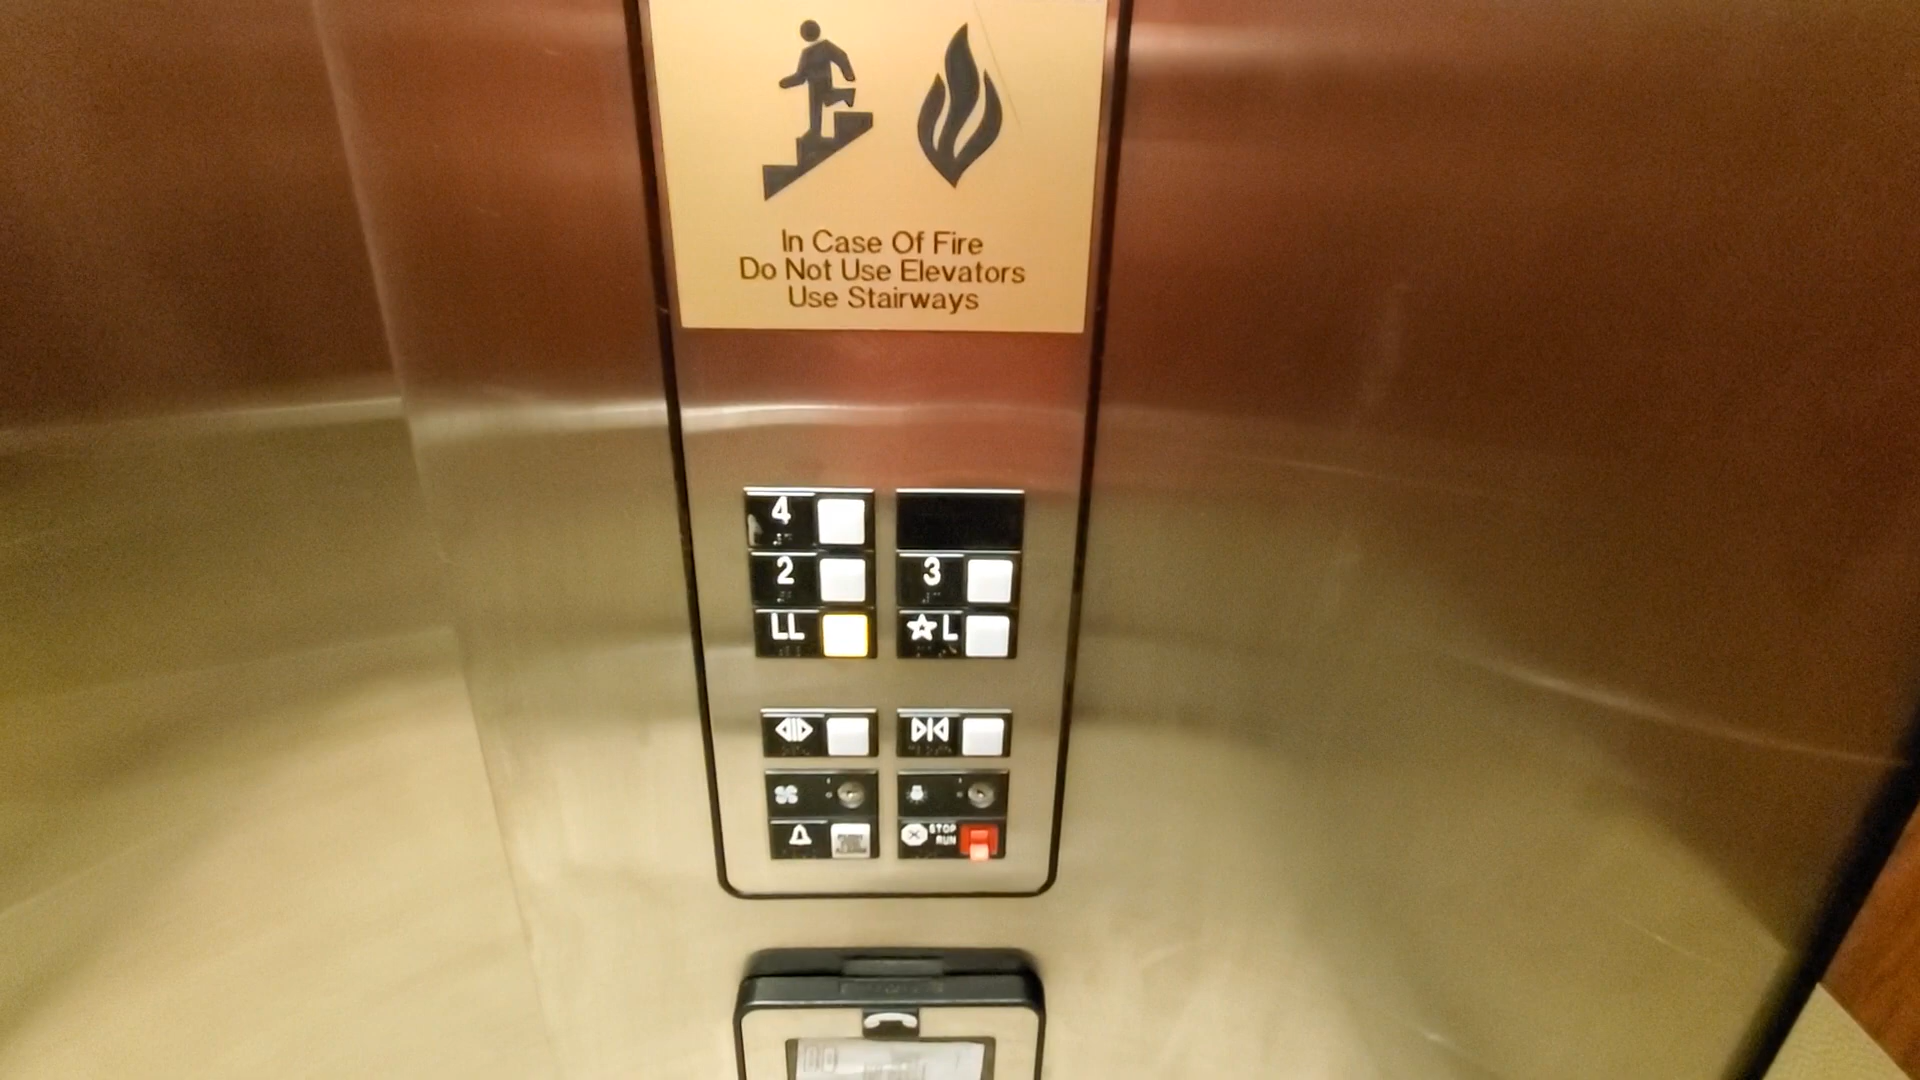 In Case Of Fire
Do Not Use Elevators
Use Stairways
4
2 3
LL ☆L
STOP
RUN